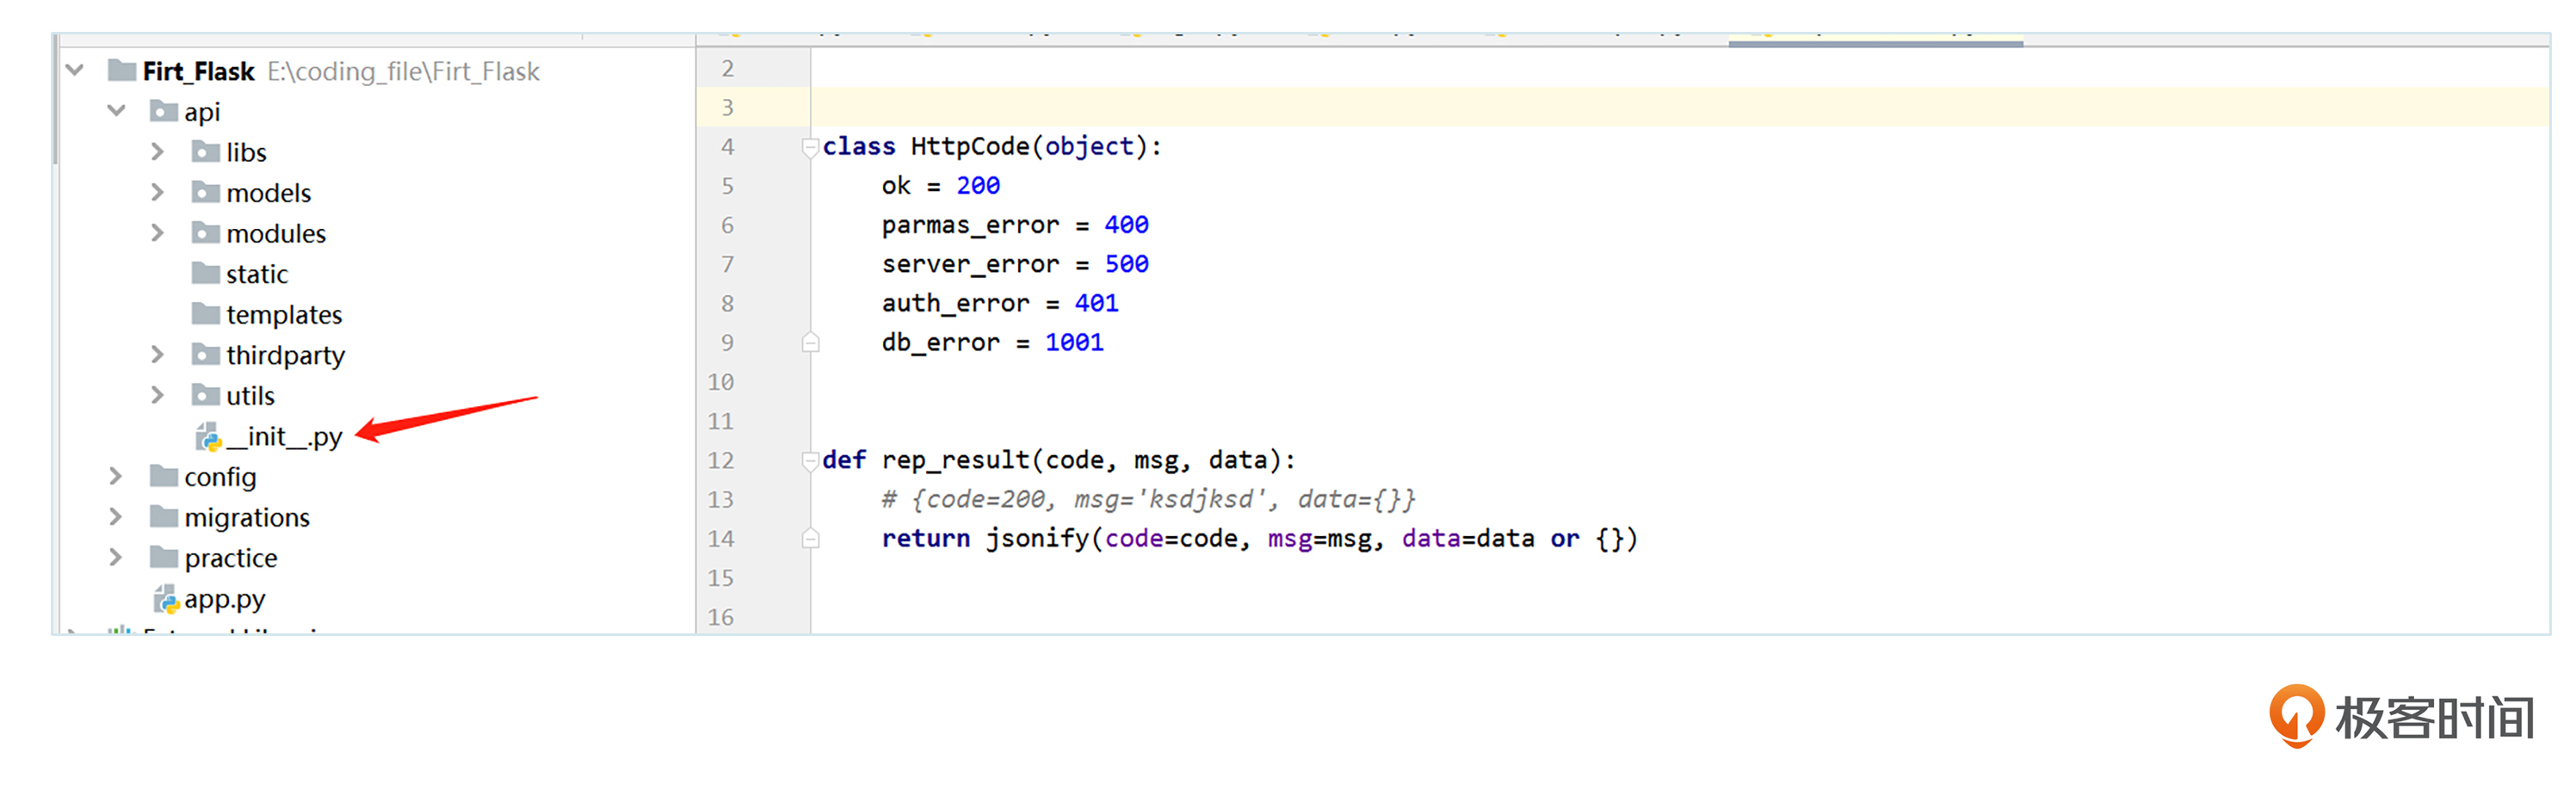 Firt_Flask E:\coding_file\Firt_Flask
api
libs
models
modules
static
templates
thirdparty
utils
__init__.py
config
migrations
practice
app.py
2
3
4 class HttpCode(object):
5 ok = 200
6 parmas_error = 400
7 server_error = 500
8 auth_error = 401
9 db_error = 1001
10
11
12 def rep_result(code, msg, data):
13 # {code=200, msg='ksdjksd', data={}}
14 return jsonify(code=code, msg=msg, data=data or {})
15
16
极客时间